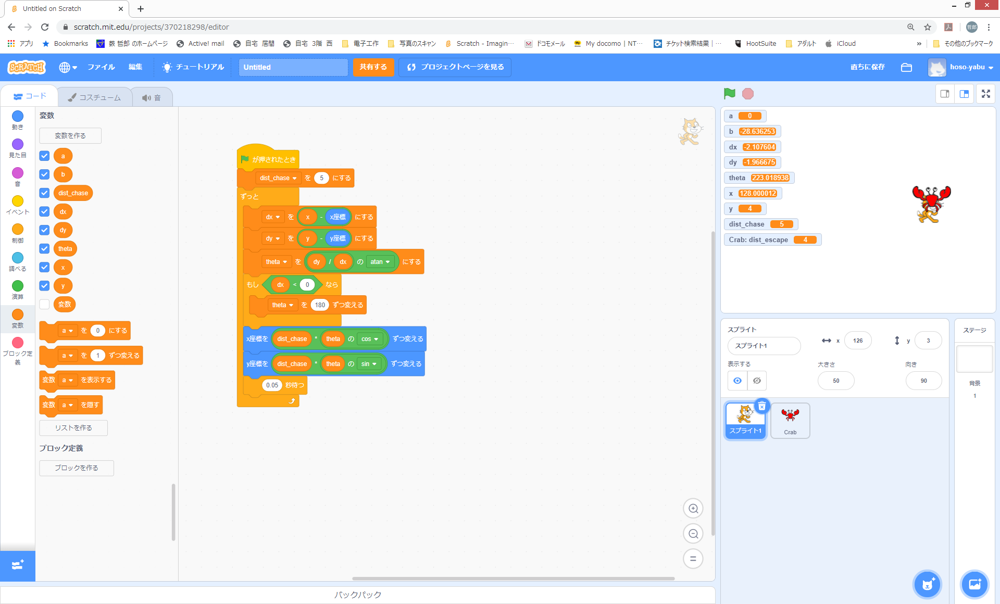 Untitled on Scratch
scratch.mit.edu/projects/370218298/editor
哲郎
アプリ
Bookmarks
薮 哲郎 のホームページ
Active! mail
自宅 居間
自宅 3階 西
電子工作
写真のスキャン
Scratch - Imagin…
ドコモメール
My docomo | NT…
チケット検索結果 | …
HootSuite
アダルト
iCloud
»
その他のブックマーク
SCRATCH
ファイル
編集
チュートリアル
Untitled
共有する
プロジェクトページを見る
直ちに保存
hoso-yabu
コード
コスチューム
音
動き
見た目
音
イベント
制御
調べる
演算
変数
ブロック定
義
変数
変数を作る
a
b
dist_chase
dx
dy
theta
x
y
変数
a を 0 にする
a を 1 ずつ変える
変数 a を表示する
変数 a を隠す
リストを作る
ブロック定義
ブロックを作る
が押されたとき
dist_chase を 5 にする
ずっと
dx を x - x座標 にする
dy を y - y座標 にする
theta を dy / dx の atan にする
もし dx < 0 なら
theta を 180 ずつ変える
x座標を dist_chase * theta の cos ずつ変える
y座標を dist_chase * theta の sin ずつ変える
0.05 秒待つ
バックパック
a 0
b -28.636253
dx -2.107604
dy -1.966675
theta 223.018938
x 128.000012
y 4
dist_chase 5
Crab: dist_escape 4
スプライト
スプライト1
x 126
y 3
表示する
大きさ
50
向き
90
スプライト1
Crab
ステージ
背景
1